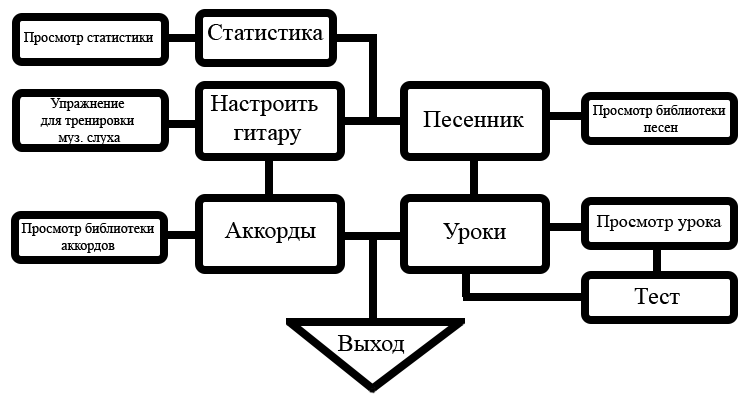 Просмотр статистики
Статистика
Упражнение
для тренировки
муз. слуха
Настроить
гитару
Песенник
Просмотр библиотеки
песен
Просмотр библиотеки
аккордов
Аккорды
Уроки
Просмотр урока
Тест
Выход